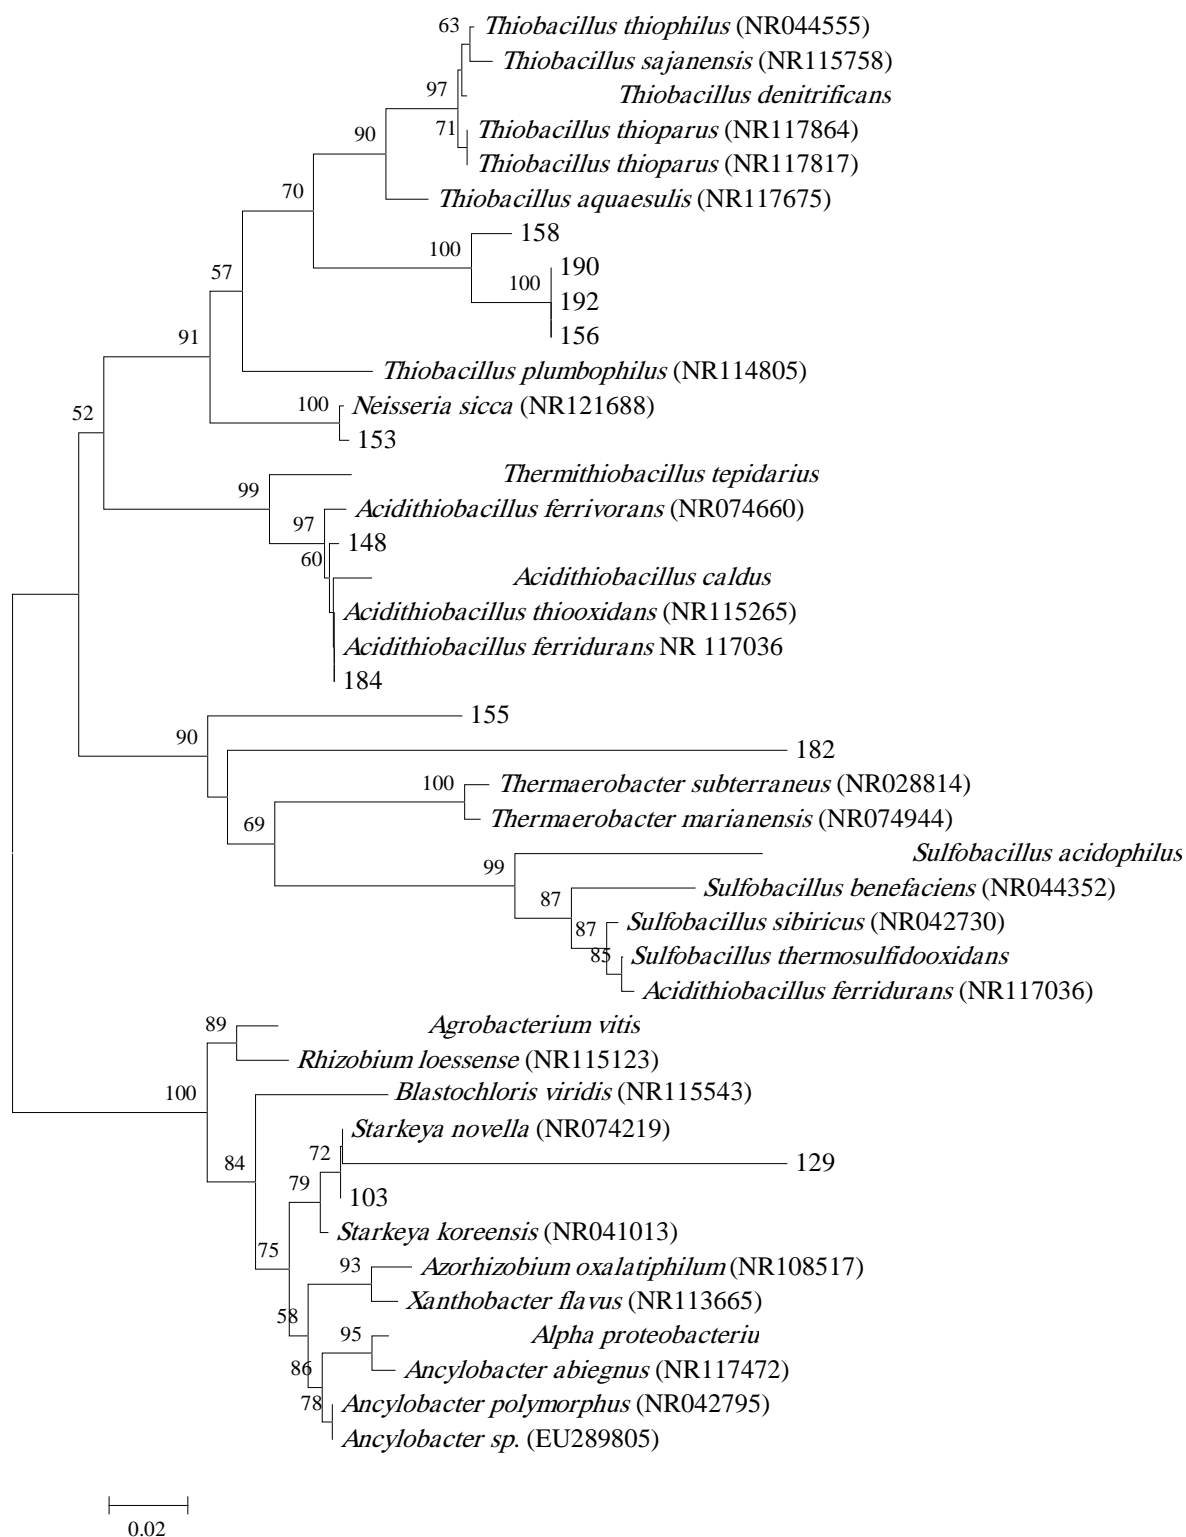 63
Thiobacillus thiophilus (NR044555)
Thiobacillus sajanensis (NR115758)
97
Thiobacillus denitrificans
71
Thiobacillus thioparus (NR117864)
90
Thiobacillus thioparus (NR117817)
70
Thiobacillus aquaesulis (NR117675)
158
100
190
57
100
192
156
91
Thiobacillus plumbophilus (NR114805)
100
Neisseria sicca (NR121688)
52
153
Thermithiobacillus tepidarius
99
Acidithiobacillus ferrivorans (NR074660)
97
148
60
Acidithiobacillus caldus
Acidithiobacillus thiooxidans (NR115265)
Acidithiobacillus ferridurans NR 117036
184
155
90
182
100
Thermaerobacter subterraneus (NR028814)
69
Thermaerobacter marianensis (NR074944)
Sulfobacillus acidophilus
99
Sulfobacillus benefaciens (NR044352)
87
Sulfobacillus sibiricus (NR042730)
87
85
Sulfobacillus thermosulfidooxidans
Acidithiobacillus ferridurans (NR117036)
89
Agrobacterium vitis
Rhizobium loessense (NR115123)
100
Blastochloris viridis (NR115543)
Starkeya novella (NR074219)
72
84
129
79
103
Starkeya koreensis (NR041013)
75
93
Azorhizobium oxalatiphilum (NR108517)
Xanthobacter flavus (NR113665)
58
95
Alpha proteobacteriu
86
Ancylobacter abiegnus (NR117472)
78
Ancylobacter polymorphus (NR042795)
Ancylobacter sp. (EU289805)
0.02